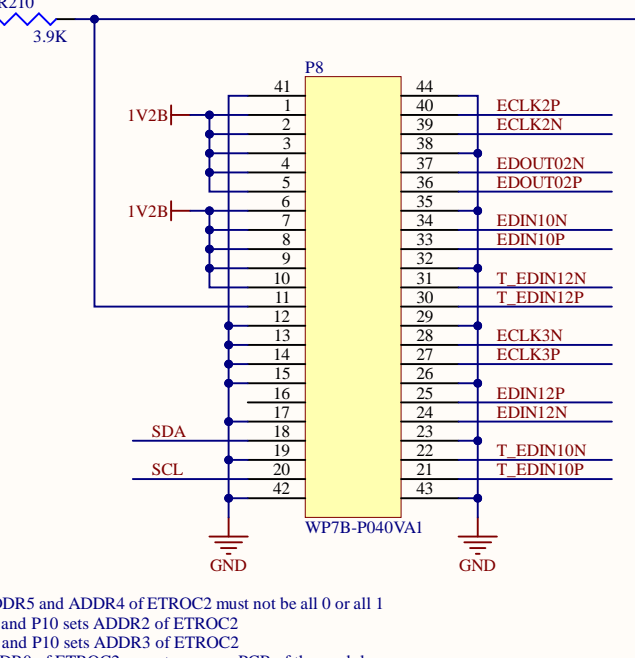 R210
3.9K
P8
41 44
1V2B 1 40 ECLK2P
2 39 ECLK2N
3 38
4 37 EDOUT02N
5 36 EDOUT02P
1V2B 6 35
7 34 EDIN10N
8 33 EDIN10P
9 32
10 31 T_EDIN12N
11 30 T_EDIN12P
12 29
13 28 ECLK3N
14 27 ECLK3P
15 26
16 25 EDIN12P
17 24 EDIN12N
SDA 18 23
19 22 T_EDIN10N
SCL 20 21 T_EDIN10P
42 43
WP7B-P040VA1
GND GND
DDR5 and ADDR4 of ETROC2 must not be all 0 or all 1
and P10 sets ADDR2 of ETROC2
and P10 sets ADDR3 of ETROC2